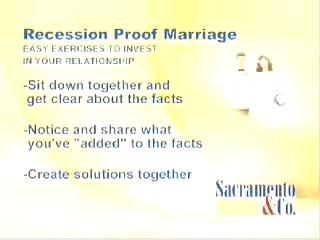 Recession Proof Marriage
EASY EXERCISES TO INVEST
IN YOUR RELATIONSHIP
-Sit down together and
get clear about the facts
-Notice and share what
you've "added" to the facts
-Create solutions together
Sacramento
&Co.